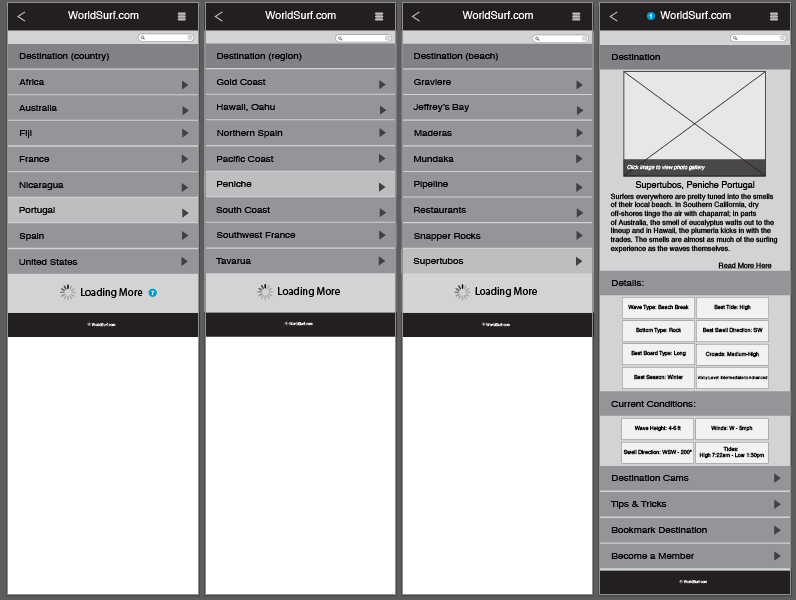 WorldSurf.com
Destination (country)
Africa
Australia
Fiji
France
Nicaragua
Portugal
Spain
United States
Loading More
?
© WorldSurf.com
WorldSurf.com
Destination (region)
Gold Coast
Hawaii, Oahu
Northern Spain
Pacific Coast
Peniche
South Coast
Southwest France
Tavarua
Loading More
© WorldSurf.com
WorldSurf.com
Destination (beach)
Graviere
Jeffrey's Bay
Maderas
Mundaka
Pipeline
Restaurants
Snapper Rocks
Supertubos
Loading More
© WorldSurf.com
WorldSurf.com
Destination
Click image to view photo gallery
Supertubos, Peniche Portugal
Surfers everywhere are pretty tuned into the smells
of their local beach. In Southern California, dry
off-shores tinge the air with chaparral; in parts
of Australia, the smell of eucalyptus waits out to the
lineup and in Hawaii, the plumeria kicks in with the
trades. The smells are almost as much of the surfing
experience as the waves themselves.
Read More Here
Details:
Wave Type: Beach Break
Best Tide: High
Bottom Type: Rock
Best Swell Direction: SW
Best Board Type: Long
Crowds: Medium-High
Best Season: Winter
Ability Level: Intermediate to Advanced
Current Conditions:
Wave Height: 4-6 ft
Winds: W - 5mph
Swell Direction: WSW - 200°
Tides:
High 7:22am - Low 1:30pm
Destination Cams
Tips & Tricks
Bookmark Destination
Become a Member
© WorldSurf.com